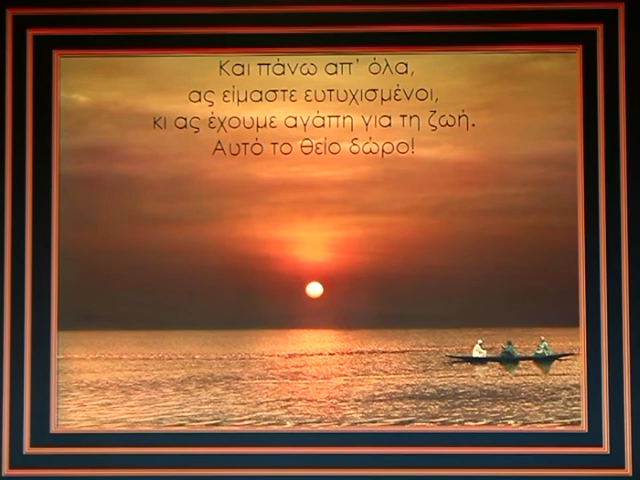 Και πάνω απ' όλα,
ας είμαστε ευτυχισμένοι,
κι ας έχουμε αγάπη για τη ζωή.
Αυτό το θείο δώρο!